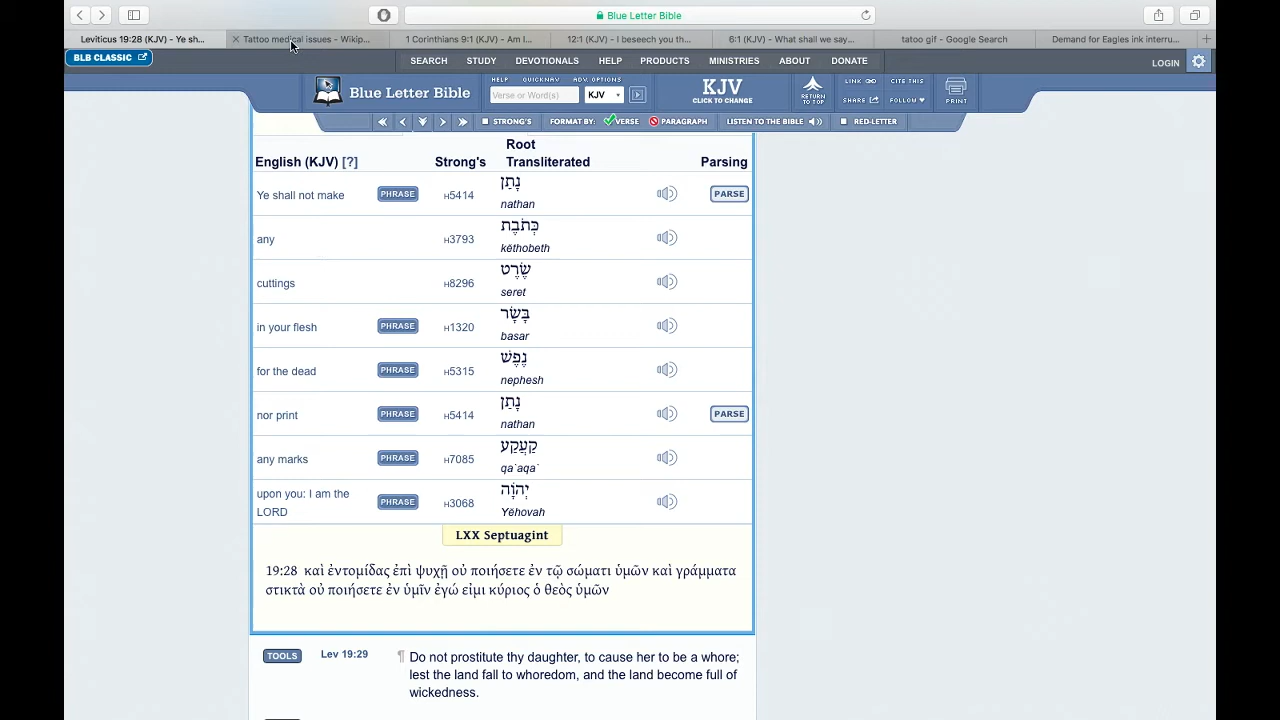 Blue Letter Bible
Leviticus 19:28 (KJV) - Ye sh...
Tattoo medical issues - Wikip...
1 Corinthians 9:1 (KJV) - Am I...
12:1 (KJV) - I beseech you th...
6:1 (KJV) - What shall we say...
tatoo gif - Google Search
Demand for Eagles ink interru...
BLB CLASSIC
SEARCH STUDY DEVOTIONALS HELP PRODUCTS MINISTRIES ABOUT DONATE
LOGIN
Blue Letter Bible
HELP QUICKNAV ADV. OPTIONS
Verse or Word(s) KJV
KJV
CLICK TO CHANGE
RETURN TO TOP
LINK CITE THIS
SHARE FOLLOW
PRINT
STRONG'S FORMAT BY: VERSE PARAGRAPH LISTEN TO THE BIBLE RED-LETTER
English (KJV) [?] Strong's Root Transliterated Parsing
Ye shall not make PHRASE H5414 נָתַן PARSE
nathan
any H3793 כְּתֹבֶת
kĕthobeth
cuttings H8296 שֶׂרֶט
seret
in your flesh PHRASE H1320 בָּשָׂר
basar
for the dead PHRASE H5315 נֶפֶשׁ
nephesh
nor print PHRASE H5414 נָתַן PARSE
nathan
any marks PHRASE H7085 קַעֲקַע
qa`aqa`
upon you: I am the LORD PHRASE H3068 יְהֹוָה
Yĕhovah
LXX Septuagint
19:28 καὶ ἐντομίδας ἐπὶ ψυχῇ οὐ ποιήσετε ἐν τῷ σώματι ὑμῶν καὶ γράμματα
στικτὰ οὐ ποιήσετε ἐν ὑμῖν ἐγώ εἰμι κύριος ὁ θεὸς ὑμῶν
TOOLS Lev 19:29 ¶ Do not prostitute thy daughter, to cause her to be a whore;
lest the land fall to whoredom, and the land become full of
wickedness.